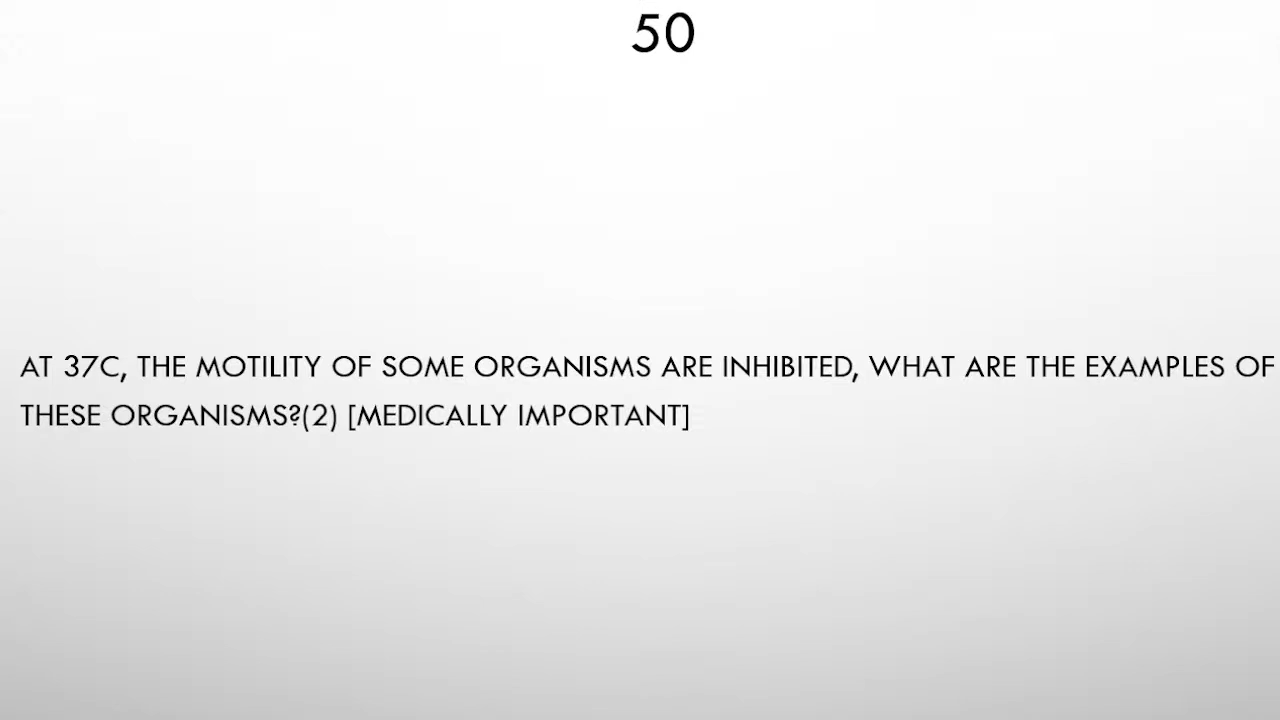 50
AT 37C, THE MOTILITY OF SOME ORGANISMS ARE INHIBITED, WHAT ARE THE EXAMPLES OF
THESE ORGANISMS?(2) [MEDICALLY IMPORTANT]